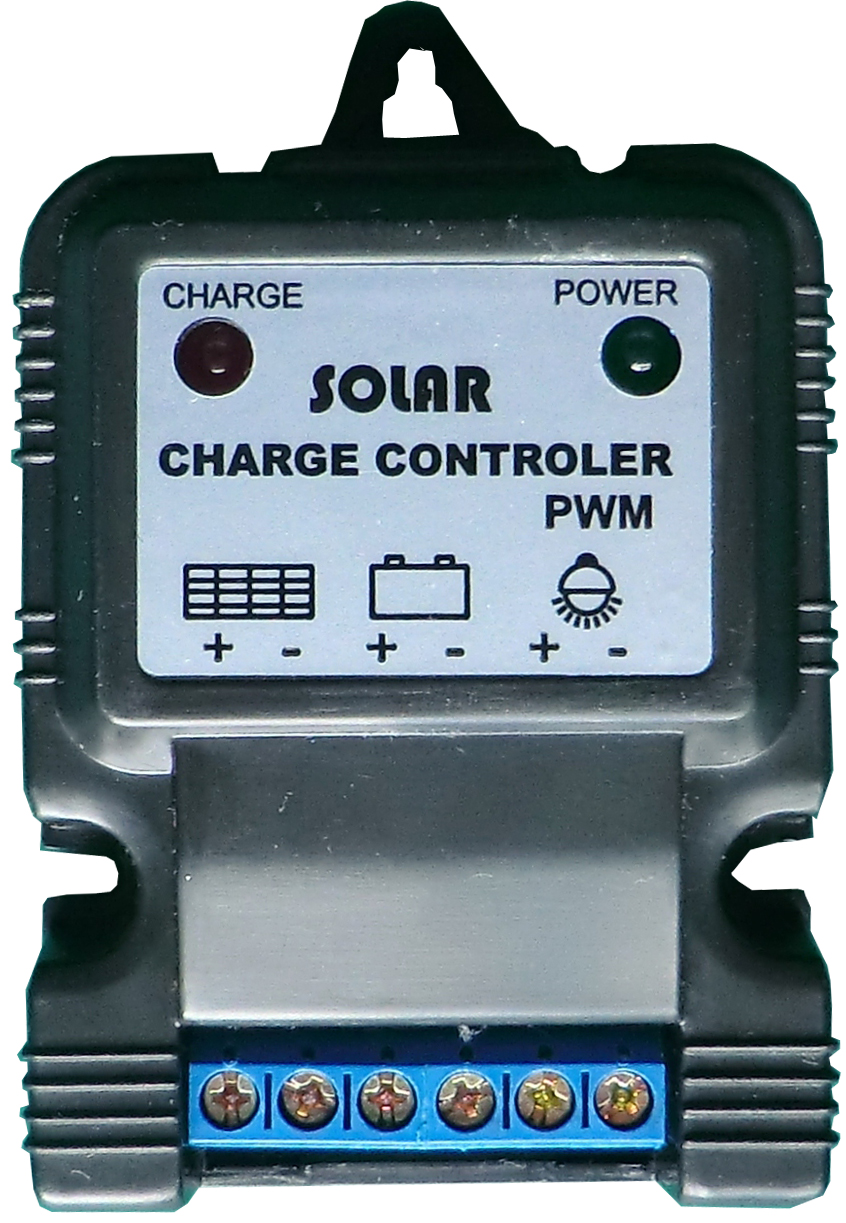 CHARGE POWER
SOLAR
CHARGE CONTROLER
PWM
+ - + - + -